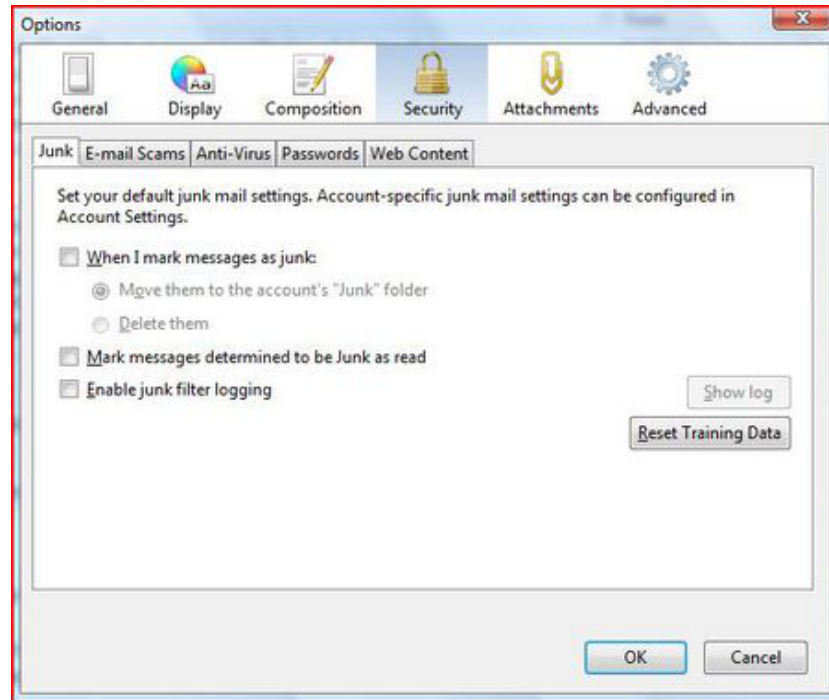 Options
General Display Composition Security Attachments Advanced
Junk E-mail Scams Anti-Virus Passwords Web Content
Set your default junk mail settings. Account-specific junk mail settings can be configured in
Account Settings.
When I mark messages as junk:
Move them to the account's "Junk" folder
Delete them
Mark messages determined to be Junk as read
Enable junk filter logging
Show log
Reset Training Data
OK Cancel